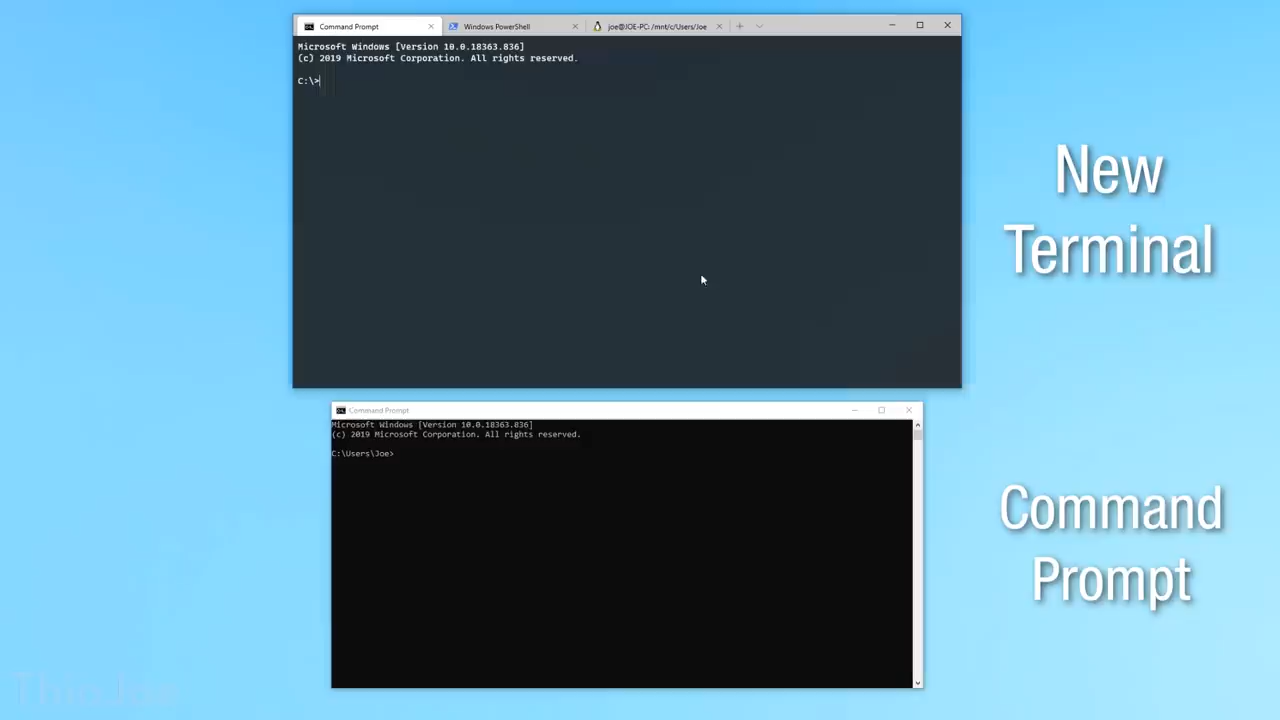 Command Prompt
Windows PowerShell
joe@JOE-PC: /mnt/c/Users/Joe
Microsoft Windows [Version 10.0.18363.836]
(c) 2019 Microsoft Corporation. All rights reserved.
C:\>
New
Terminal
Command Prompt
Microsoft Windows [Version 10.0.18363.836]
(c) 2019 Microsoft Corporation. All rights reserved.
C:\Users\Joe>
Command
Prompt
ThioJoe